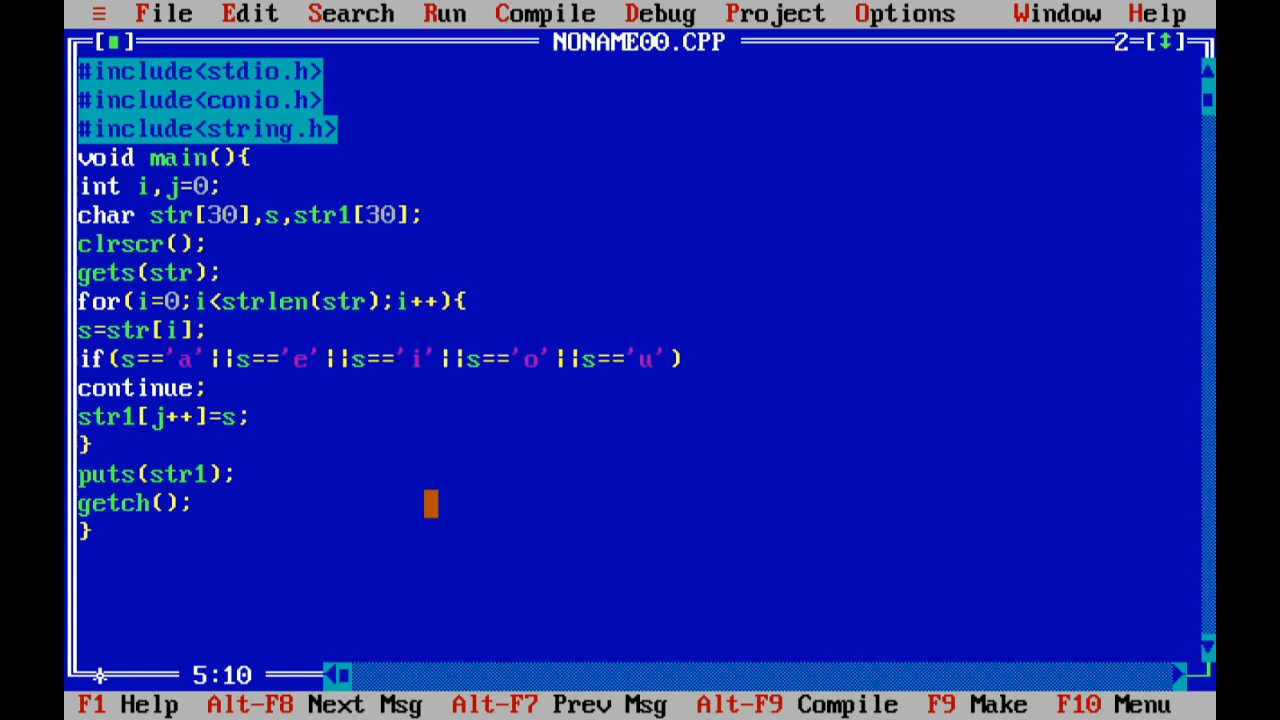 ≡ File Edit Search Run Compile Debug Project Options Window Help
[■] NONAME00.CPP 2=[↕]
#include<stdio.h>
#include<conio.h>
#include<string.h>
void main(){
int i,j=0;
char str[30],s,str1[30];
clrscr();
gets(str);
for(i=0;i<strlen(str);i++){
s=str[i];
if(s=='a'||s=='e'||s=='i'||s=='o'||s=='u')
continue;
str1[j++]=s;
}
puts(str1);
getch();
}
5:10
F1 Help Alt-F8 Next Msg Alt-F7 Prev Msg Alt-F9 Compile F9 Make F10 Menu